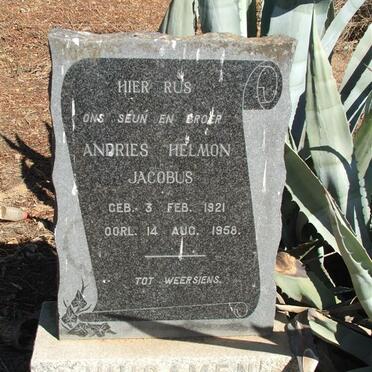 HIER RUS
ONS SEUN EN BROER
ANDRIES HELMON
JACOBUS
GEB. 3 FEB. 1921
OORL. 14 AUG. 1958.
TOT WEERSIENS.